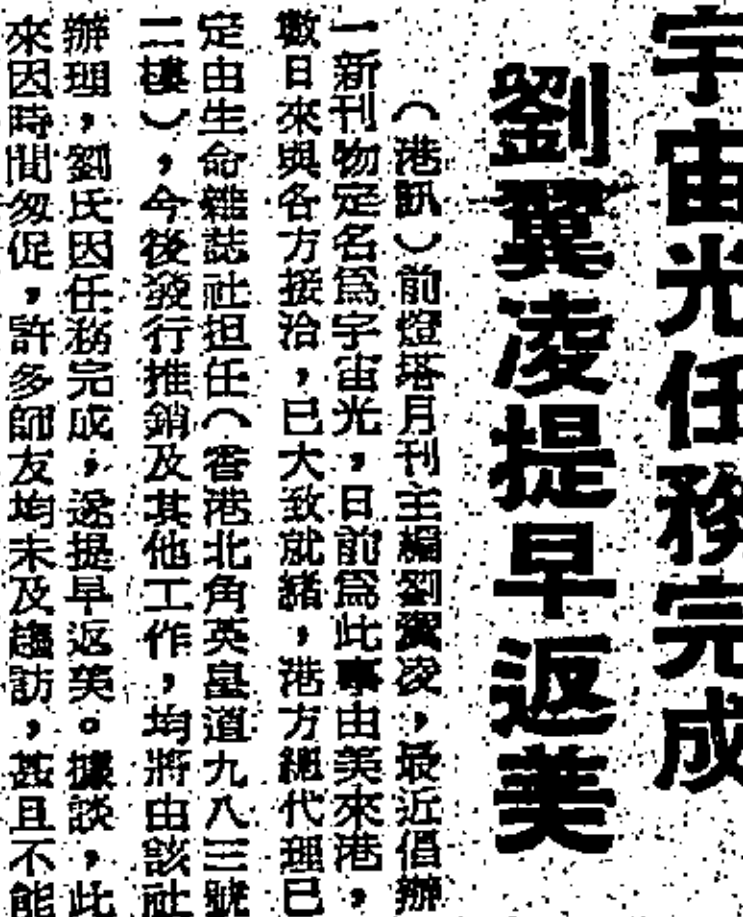 宇宙光任務完成
劉翼凌提早返美
（港訊）前燈塔月刊主編劉翼凌，最近倡辦
一新刊物定名爲宇宙光，日前爲此事由美來港，
數日來與各方接洽，已大致就緒，港方總代理已
定由生命雜誌社担任（香港北角英皇道九八三號
二樓），今後發行推銷及其他工作，均將由該社
辦理，劉氏因任務完成，遂提早返美。據談，此
來因時間匆促，許多師友均未及趨訪，甚且不能